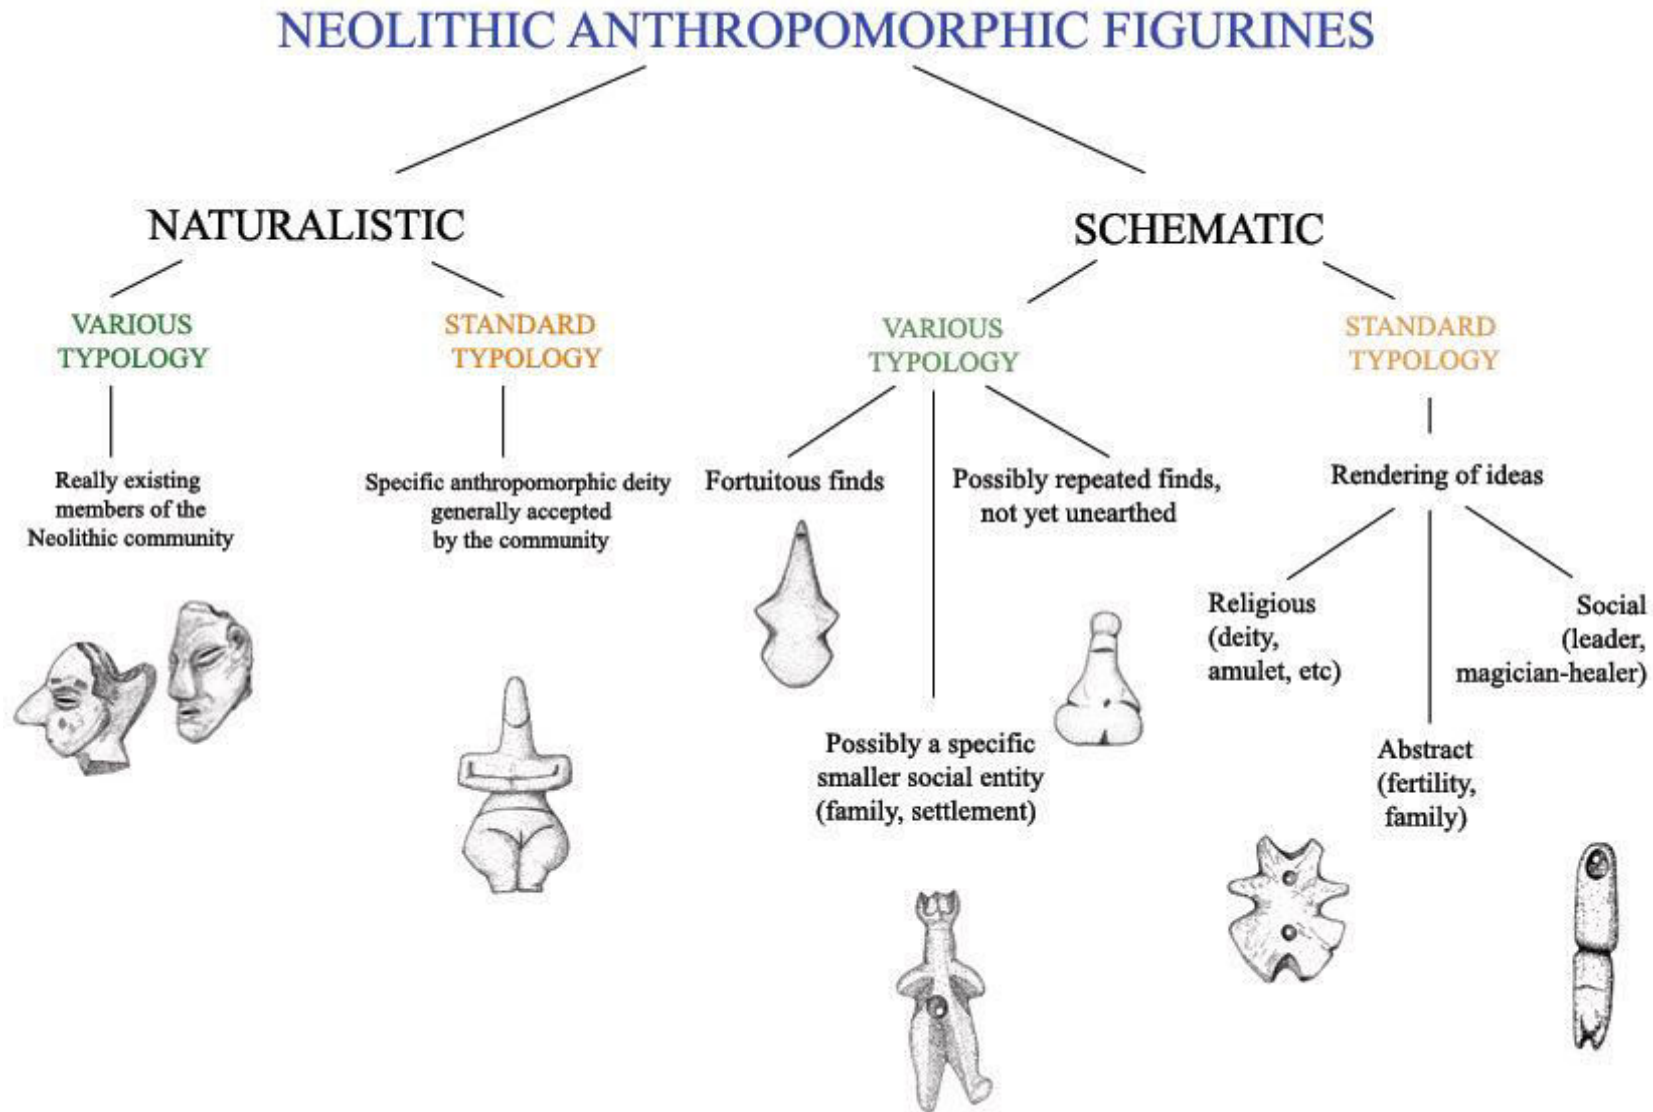 NEOLITHIC ANTHROPOMORPHIC FIGURINES
NATURALISTIC
SCHEMATIC
VARIOUS
TYPOLOGY
STANDARD
TYPOLOGY
VARIOUS
TYPOLOGY
STANDARD
TYPOLOGY
Really existing
members of the
Neolithic community
Specific anthropomorphic deity
generally accepted
by the community
Fortuitous finds
Possibly repeated finds,
not yet unearthed
Rendering of ideas
Religious
(deity,
amulet, etc)
Social
(leader,
magician-healer)
Possibly a specific
smaller social entity
(family, settlement)
Abstract
(fertility,
family)